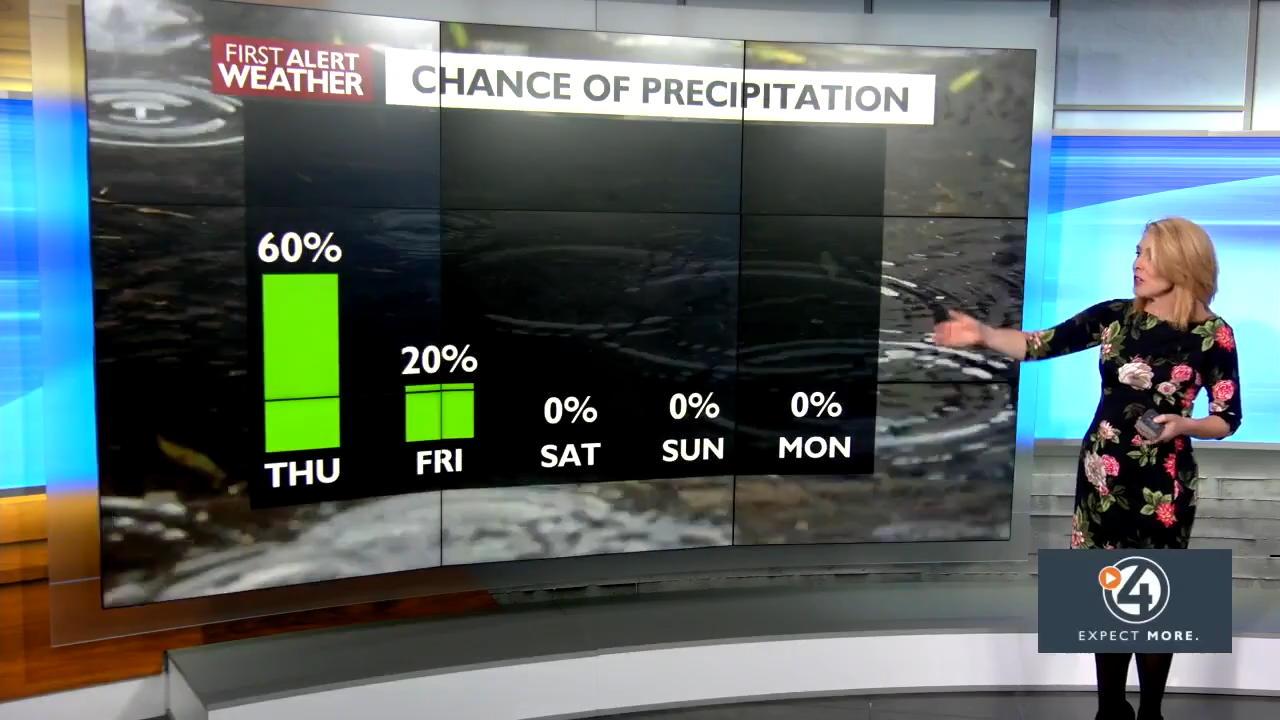 FIRST ALERT
WEATHER
CHANCE OF PRECIPITATION
60%
20%
0%
0%
0%
THU
FRI
SAT
SUN
MON
4
EXPECT MORE.